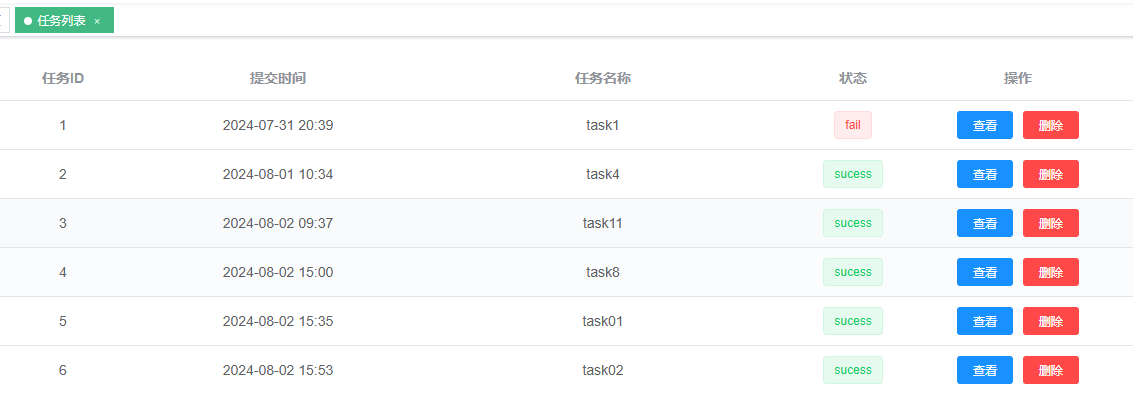 任务列表 ×
任务ID 提交时间 任务名称 状态 操作
1 2024-07-31 20:39 task1 fail 查看 删除
2 2024-08-01 10:34 task4 sucess 查看 删除
3 2024-08-02 09:37 task11 sucess 查看 删除
4 2024-08-02 15:00 task8 sucess 查看 删除
5 2024-08-02 15:35 task01 sucess 查看 删除
6 2024-08-02 15:53 task02 sucess 查看 删除